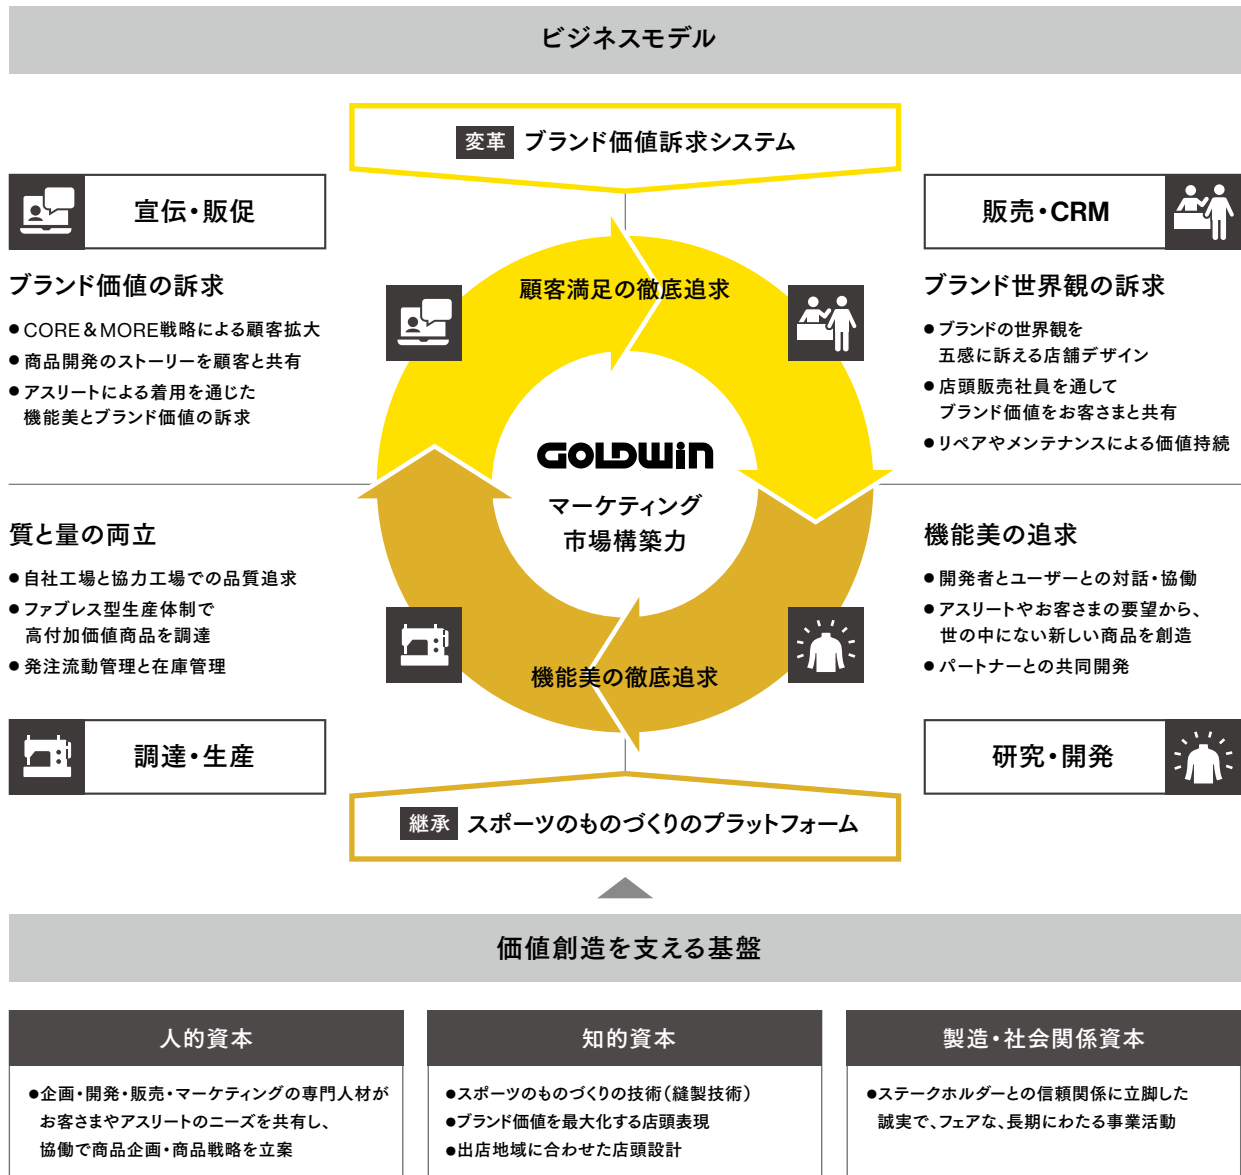 ビジネスモデル
変革 ブランド価値訴求システム
宣伝・販促
ブランド価値の訴求
●CORE＆MORE戦略による顧客拡大
●商品開発のストーリーを顧客と共有
●アスリートによる着用を通じた
機能美とブランド価値の訴求
販売・CRM
ブランド世界観の訴求
●ブランドの世界観を
五感に訴える店舗デザイン
●店頭販売社員を通して
ブランド価値をお客さまと共有
●リペアやメンテナンスによる価値持続
顧客満足の徹底追求
GOLDWiN
マーケティング
市場構築力
機能美の徹底追求
質と量の両立
●自社工場と協力工場での品質追求
●ファブレス型生産体制で
高付加価値商品を調達
●発注流動管理と在庫管理
調達・生産
機能美の追求
●開発者とユーザーとの対話・協働
●アスリートやお客さまの要望から、
世の中にない新しい商品を創造
●パートナーとの共同開発
研究・開発
継承 スポーツのものづくりのプラットフォーム
価値創造を支える基盤
人的資本
●企画・開発・販売・マーケティングの専門人材が
お客さまやアスリートのニーズを共有し、
協働で商品企画・商品戦略を立案
知的資本
●スポーツのものづくりの技術（縫製技術）
●ブランド価値を最大化する店頭表現
●出店地域に合わせた店頭設計
製造・社会関係資本
●ステークホルダーとの信頼関係に立脚した
誠実で、フェアな、長期にわたる事業活動